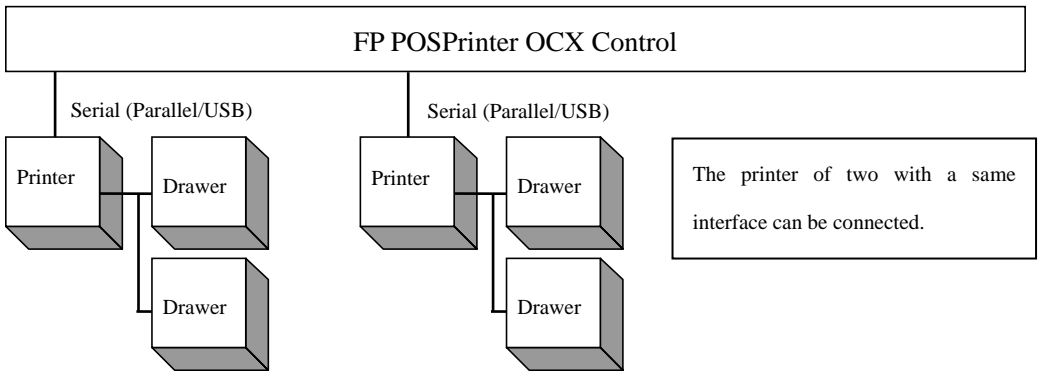 FP POSPrinter OCX Control
Serial (Parallel/USB)
Serial (Parallel/USB)
Printer
Drawer
Printer
Drawer
The printer of two with a same
interface can be connected.
Drawer
Drawer